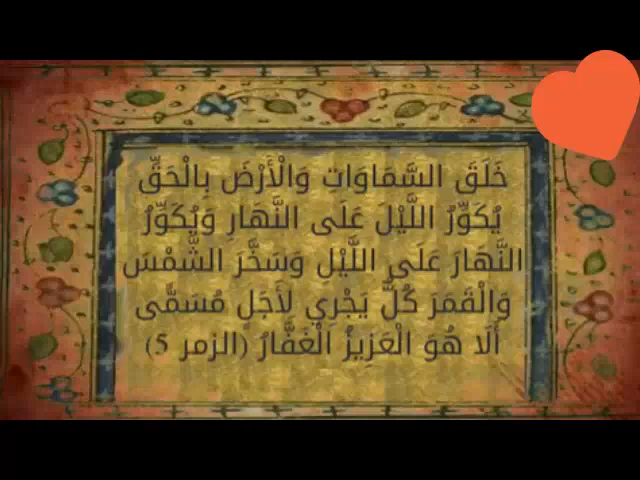 خَلَقَ السَّمَاوَاتِ وَالْأَرْضَ بِالْحَقِّ
يُكَوِّرُ اللَّيْلَ عَلَى النَّهَارِ وَيُكَوِّرُ
النَّهَارَ عَلَى اللَّيْلِ وَسَخَّرَ الشَّمْسَ
وَالْقَمَرَ كُلٌّ يَجْرِي لِأَجَلٍ مُسَمًّى
أَلَا هُوَ الْعَزِيزُ الْغَفَّارُ (الزمر 5)